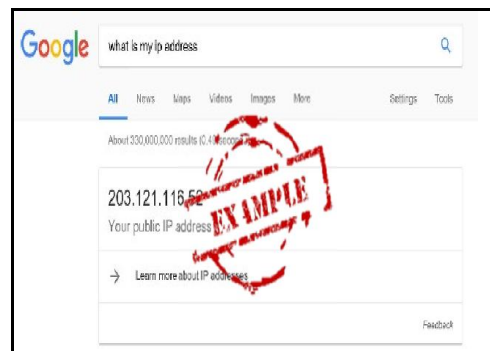 Google what is my ip address
All News Maps Videos Images More Settings Tools
About 330,000,000 results
203.121.116.52
Your public IP address
EXAMPLE
→ Learn more about IP addresses
Feedback